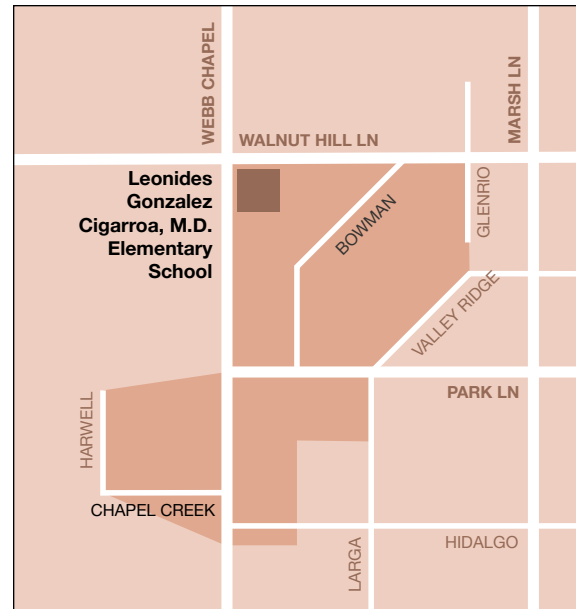 WEBB CHAPEL
MARSH LN
WALNUT HILL LN
Leonides
Gonzalez
Cigarroa, M.D.
Elementary
School
BOWMAN
GLENRIO
VALLEY RIDGE
PARK LN
HARWELL
CHAPEL CREEK
LARGA
HIDALGO